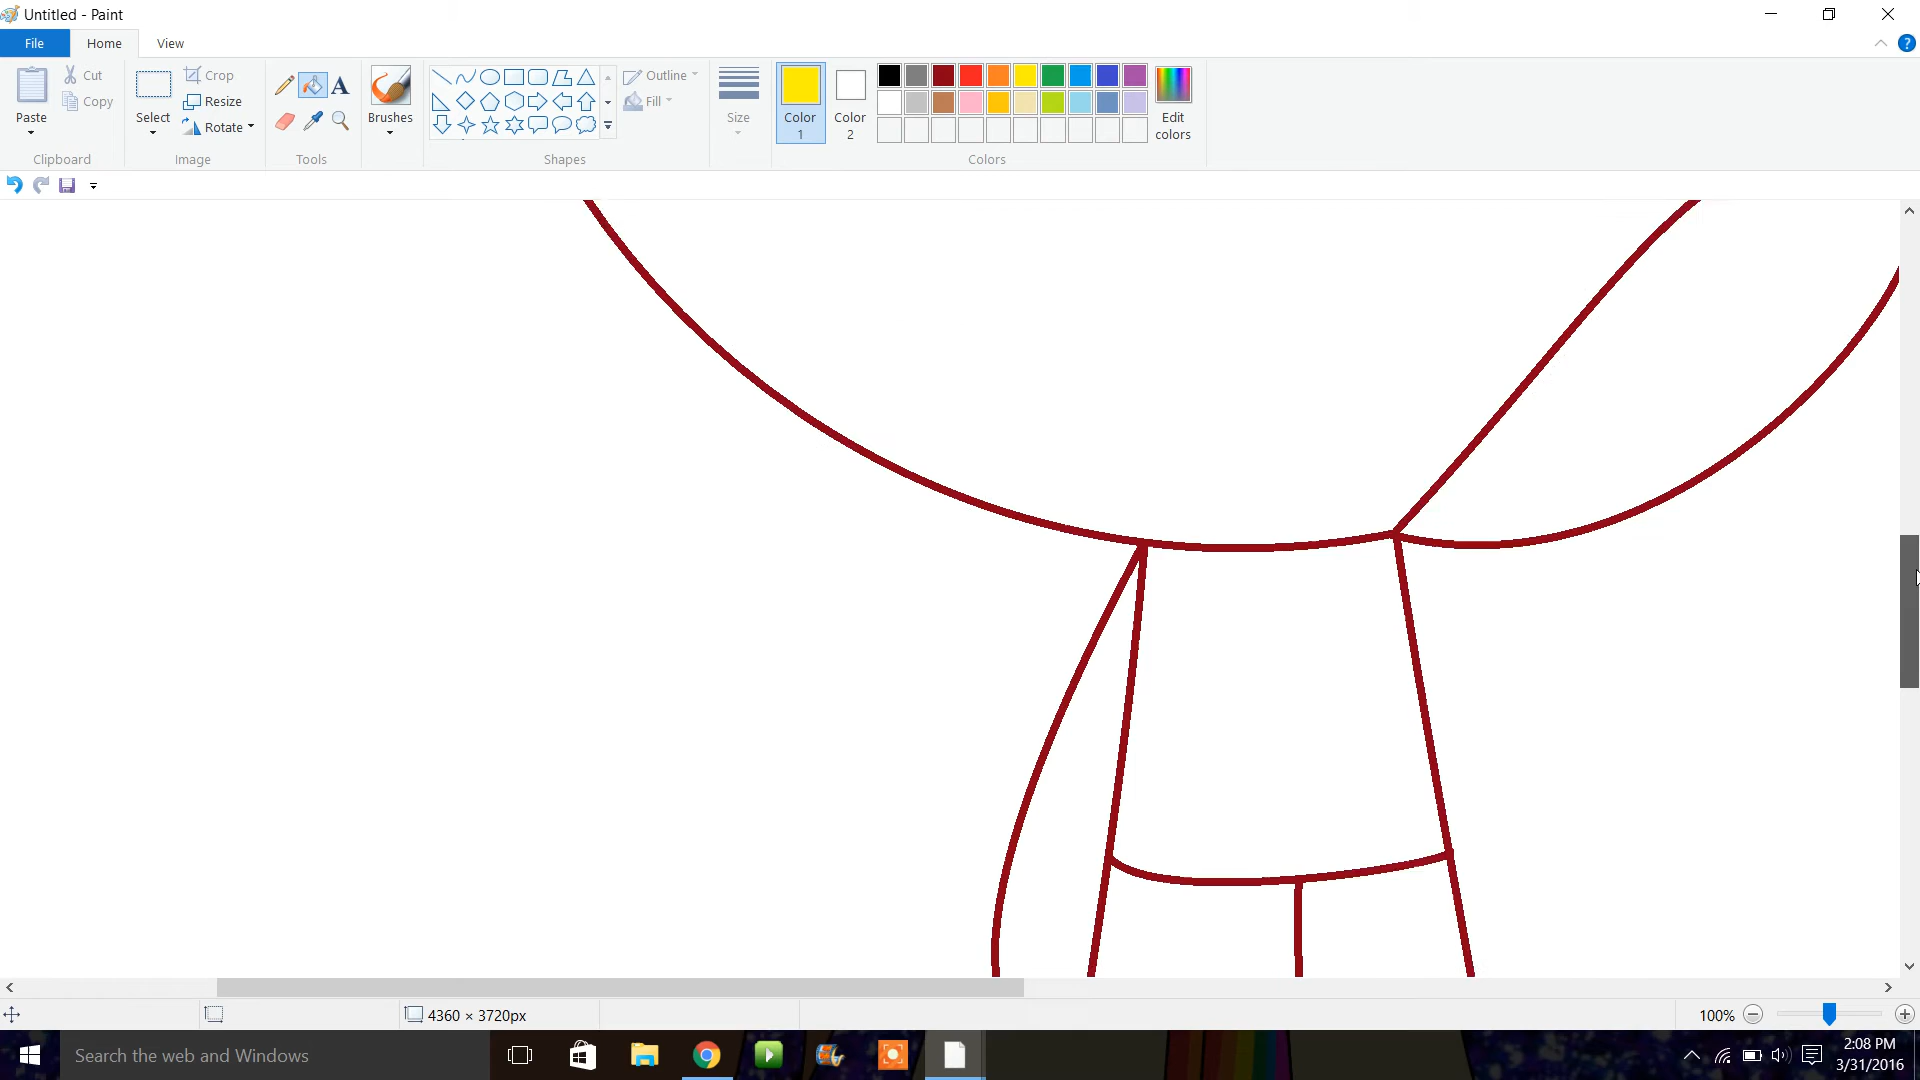 Untitled - Paint
File Home View
Paste
Cut
Copy
Clipboard
Select
Crop
Resize
Rotate
Image
A
Tools
Brushes
Shapes
Outline
Fill
Size
Color
1
Color
2
Colors
Edit
colors
?
4360 × 3720px
100%
Search the web and Windows
2:08 PM
3/31/2016